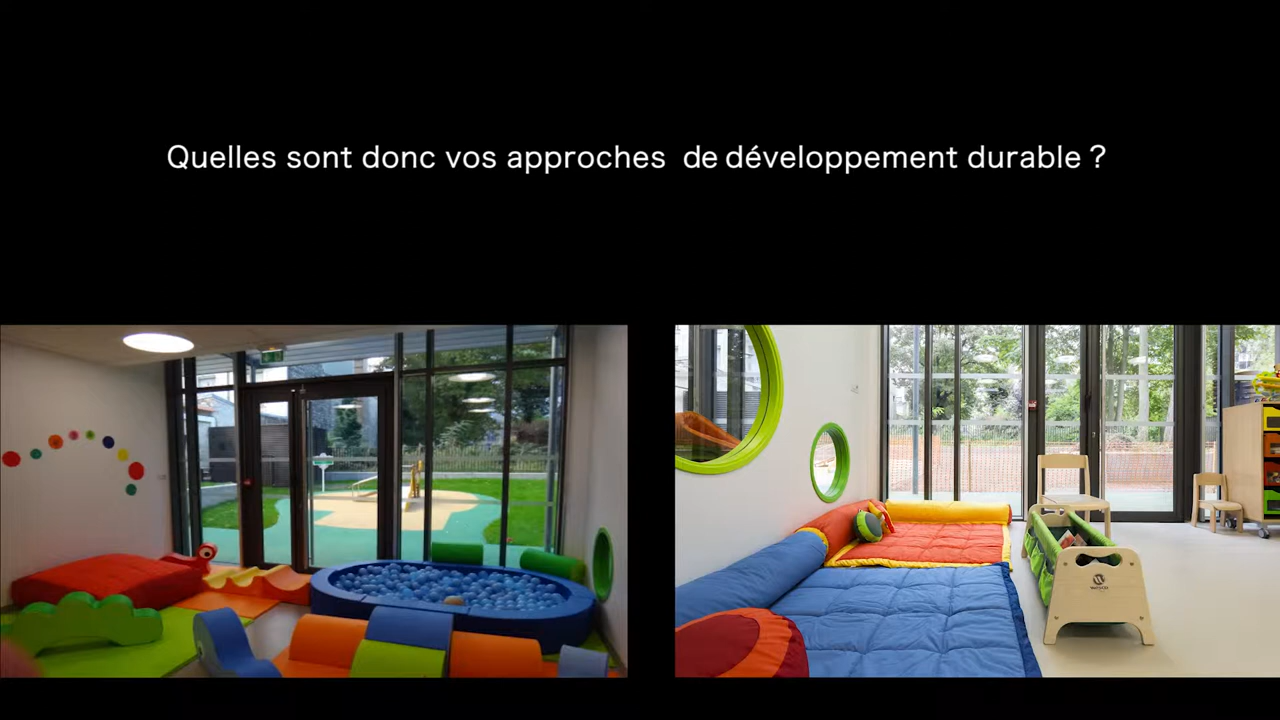 Quelles sont donc vos approches de développement durable ?